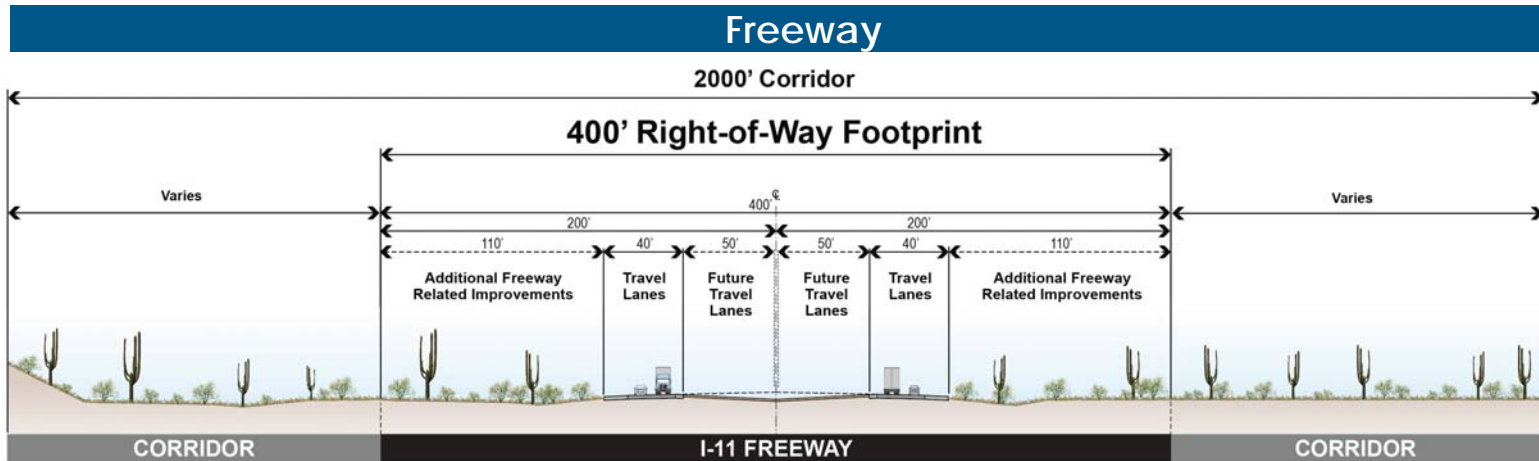 Freeway
2000' Corridor
400' Right-of-Way Footprint
Varies
℄
400'
Varies
200'
200'
110'
40'
50'
50'
40'
110'
Additional Freeway
Related Improvements
Travel
Lanes
Future
Travel
Lanes
Future
Travel
Lanes
Travel
Lanes
Additional Freeway
Related Improvements
CORRIDOR
I-11 FREEWAY
CORRIDOR